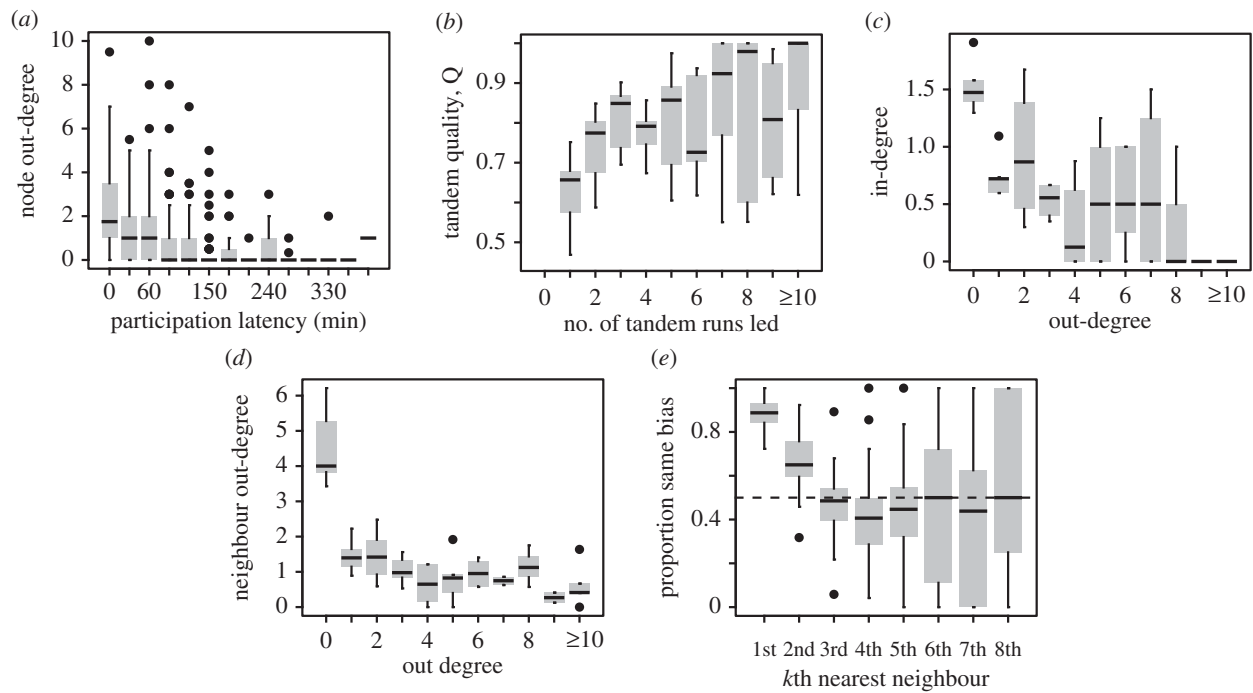 (a)
10
8
6
4
2
0
node out-degree
0 60 150 240 330
participation latency (min)
(b)
0.9
0.7
0.5
tandem quality, Q
0 2 4 6 8 ≥10
no. of tandem runs led
(c)
1.5
1.0
0.5
0
in-degree
0 2 4 6 8 ≥10
out-degree
(d)
6
5
4
3
2
1
0
neighbour out-degree
0 2 4 6 8 ≥10
out degree
(e)
0.8
0.4
0
proportion same bias
1st 2nd 3rd 4th 5th 6th 7th 8th
kth nearest neighbour